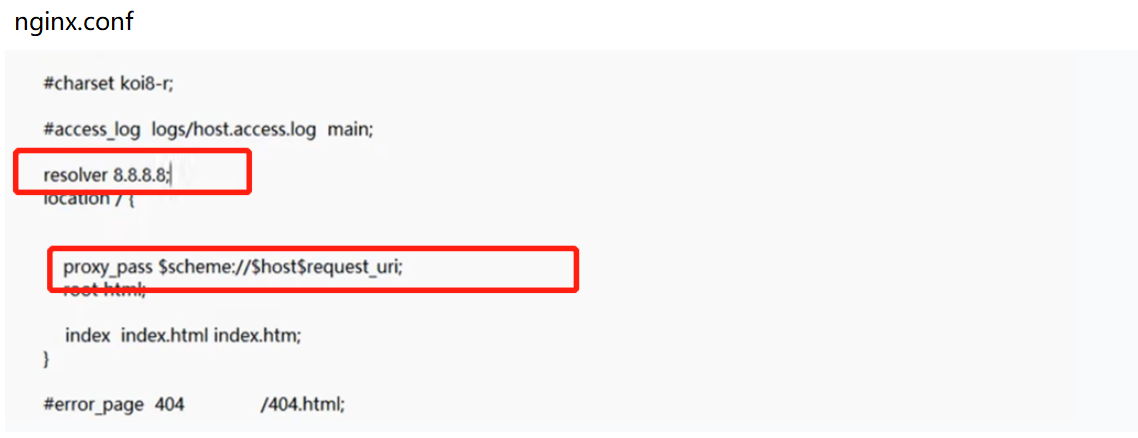 nginx.conf
#charset koi8-r;
#access_log  logs/host.access.log  main;
resolver 8.8.8.8;
location / {
proxy_pass $scheme://$host$request_uri;
root html;
index  index.html index.htm;
}
#error_page  404              /404.html;